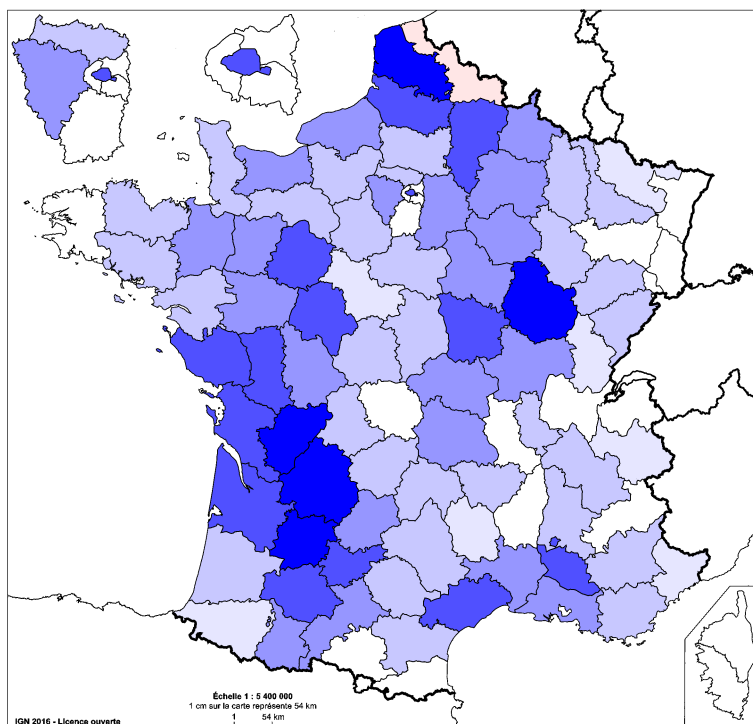 Échelle 1 : 5 400 000
1 cm sur la carte représente 54 km
1 54 km
IGN 2016 - Licence ouverte